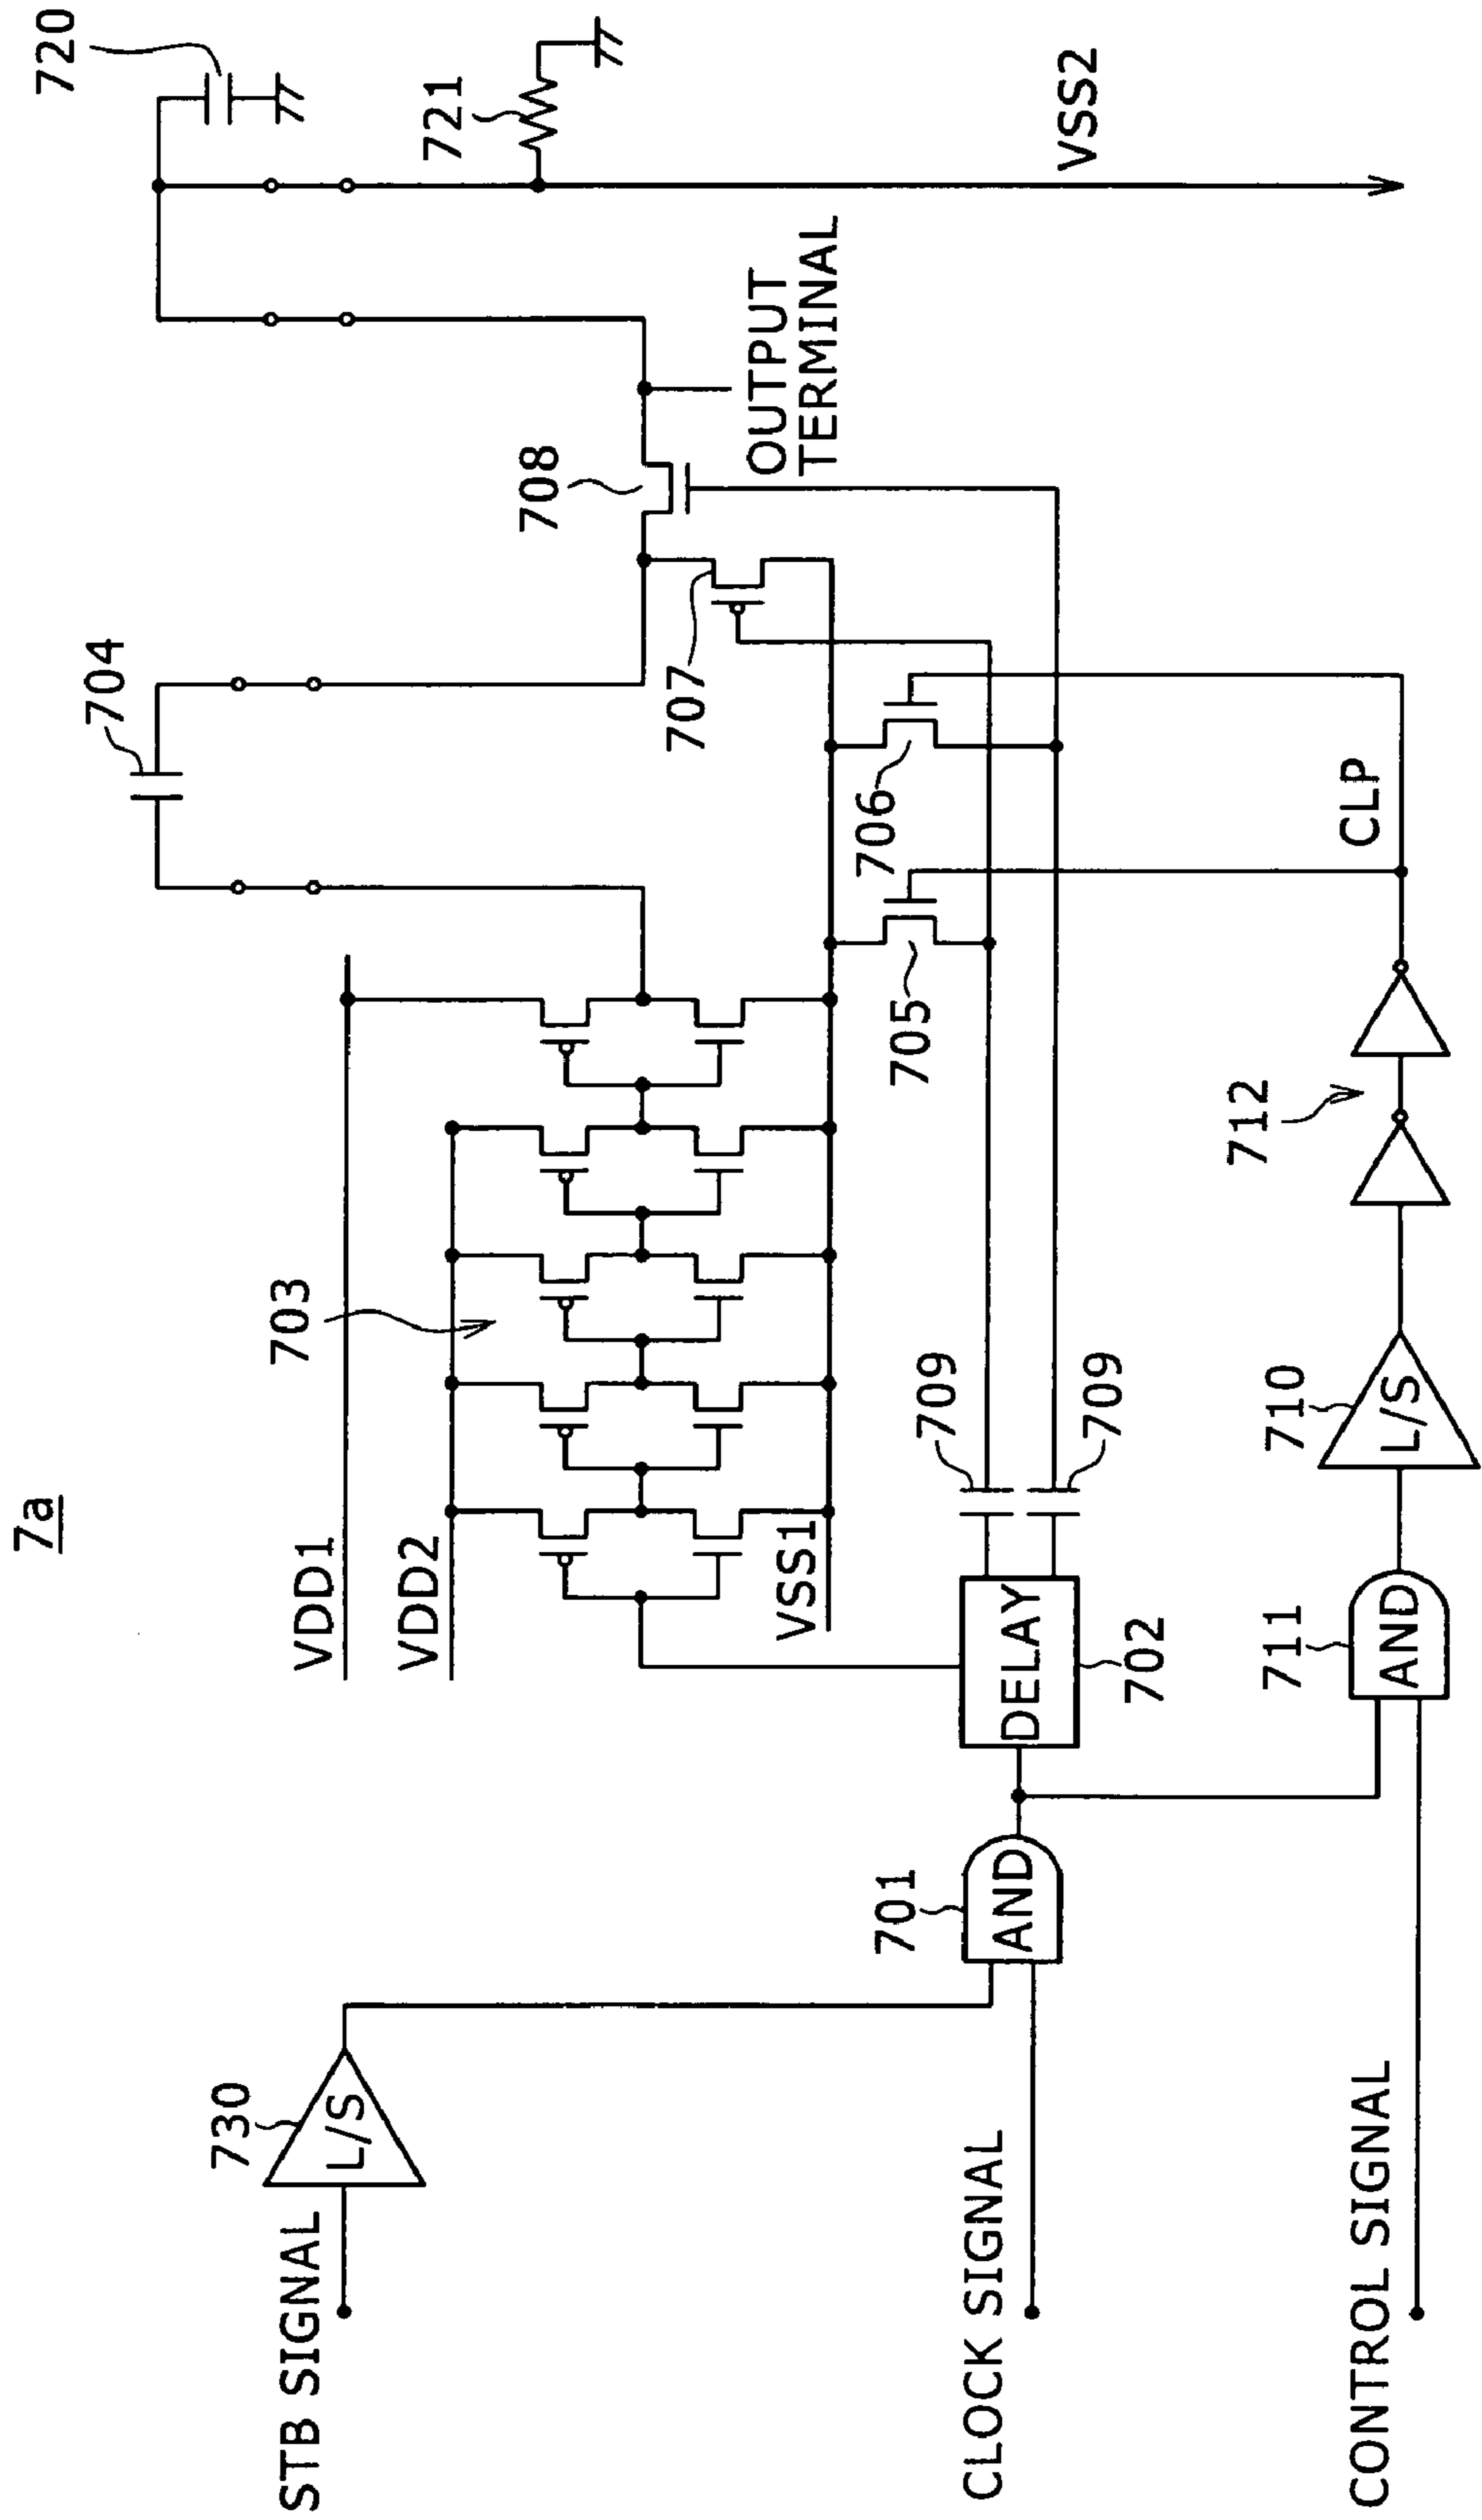 7a
720
721
VSS2
704
708
OUTPUT
TERMINAL
707
706
705
CLP
703
VDD1
VDD2
VSS1
709
709
712
710
L/S
DELAY
702
711
AND
701
AND
730
L/S
STB SIGNAL
CLOCK SIGNAL
CONTROL SIGNAL